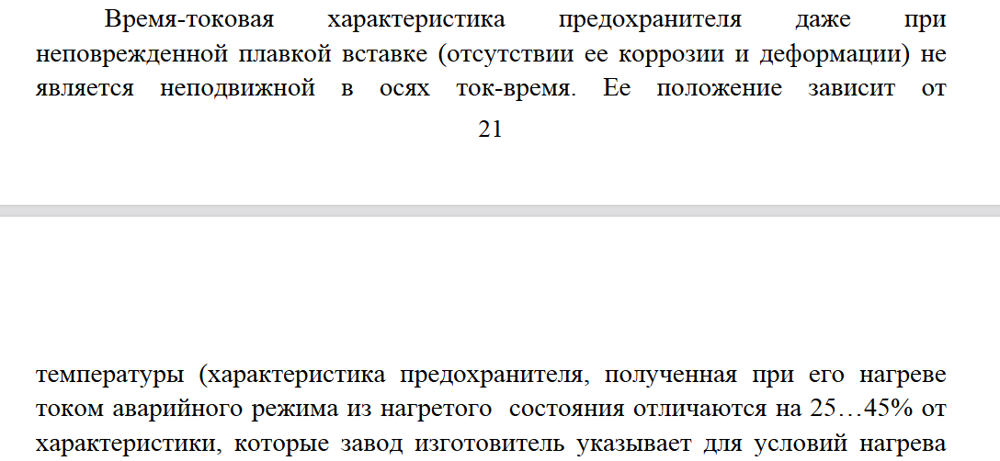 Время-токовая характеристика предохранителя даже при
неповрежденной плавкой вставке (отсутствии ее коррозии и деформации) не
является неподвижной в осях ток-время. Ее положение зависит от
21
температуры (характеристика предохранителя, полученная при его нагреве
током аварийного режима из нагретого состояния отличаются на 25…45% от
характеристики, которые завод изготовитель указывает для условий нагрева